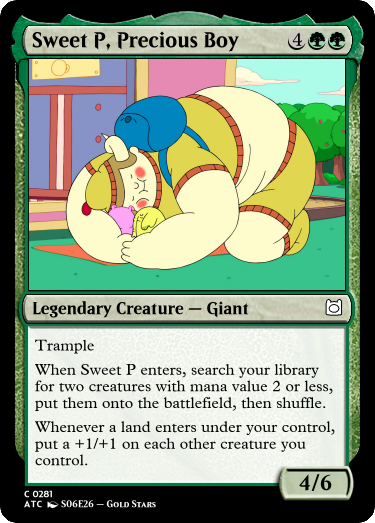 Sweet P, Precious Boy 4
Legendary Creature — Giant
Trample
When Sweet P enters, search your library
for two creatures with mana value 2 or less,
put them onto the battlefield, then shuffle.
Whenever a land enters under your control,
put a +1/+1 on each other creature you
control.
4/6
C 0281
ATC S06E26 – Gold Stars